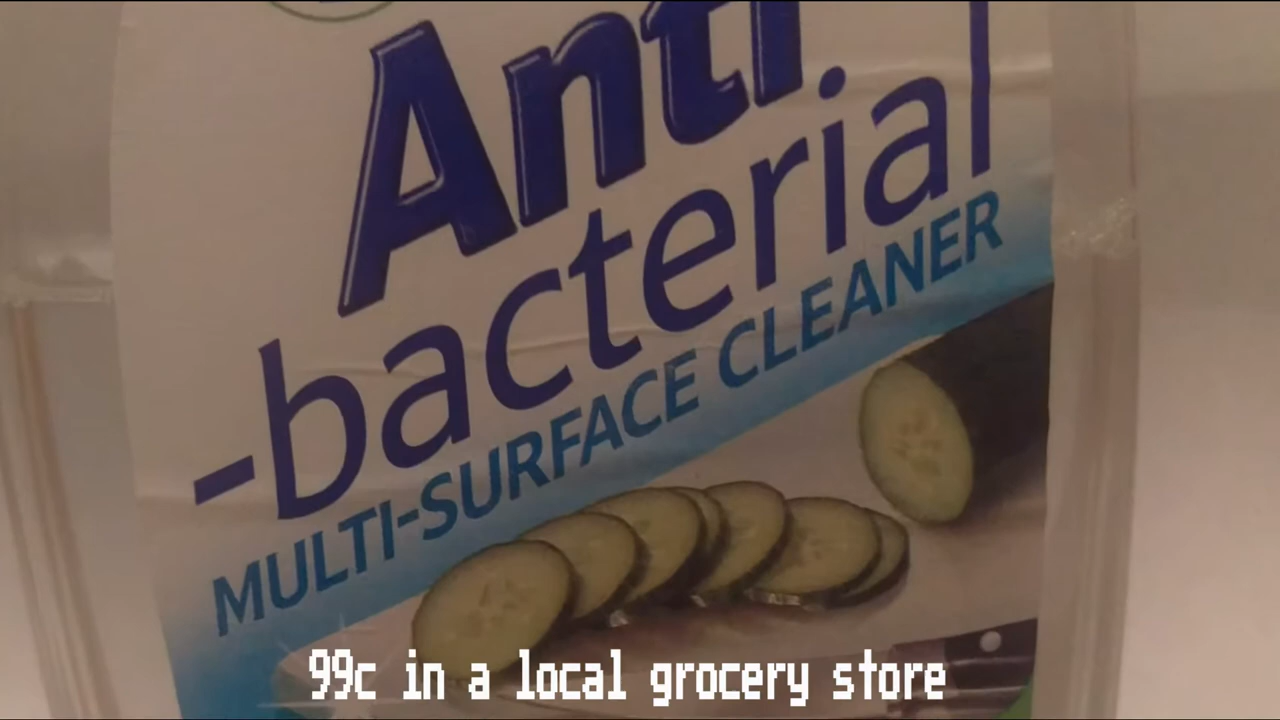 Anti
-bacterial
MULTI-SURFACE CLEANER
99c in a local grocery store